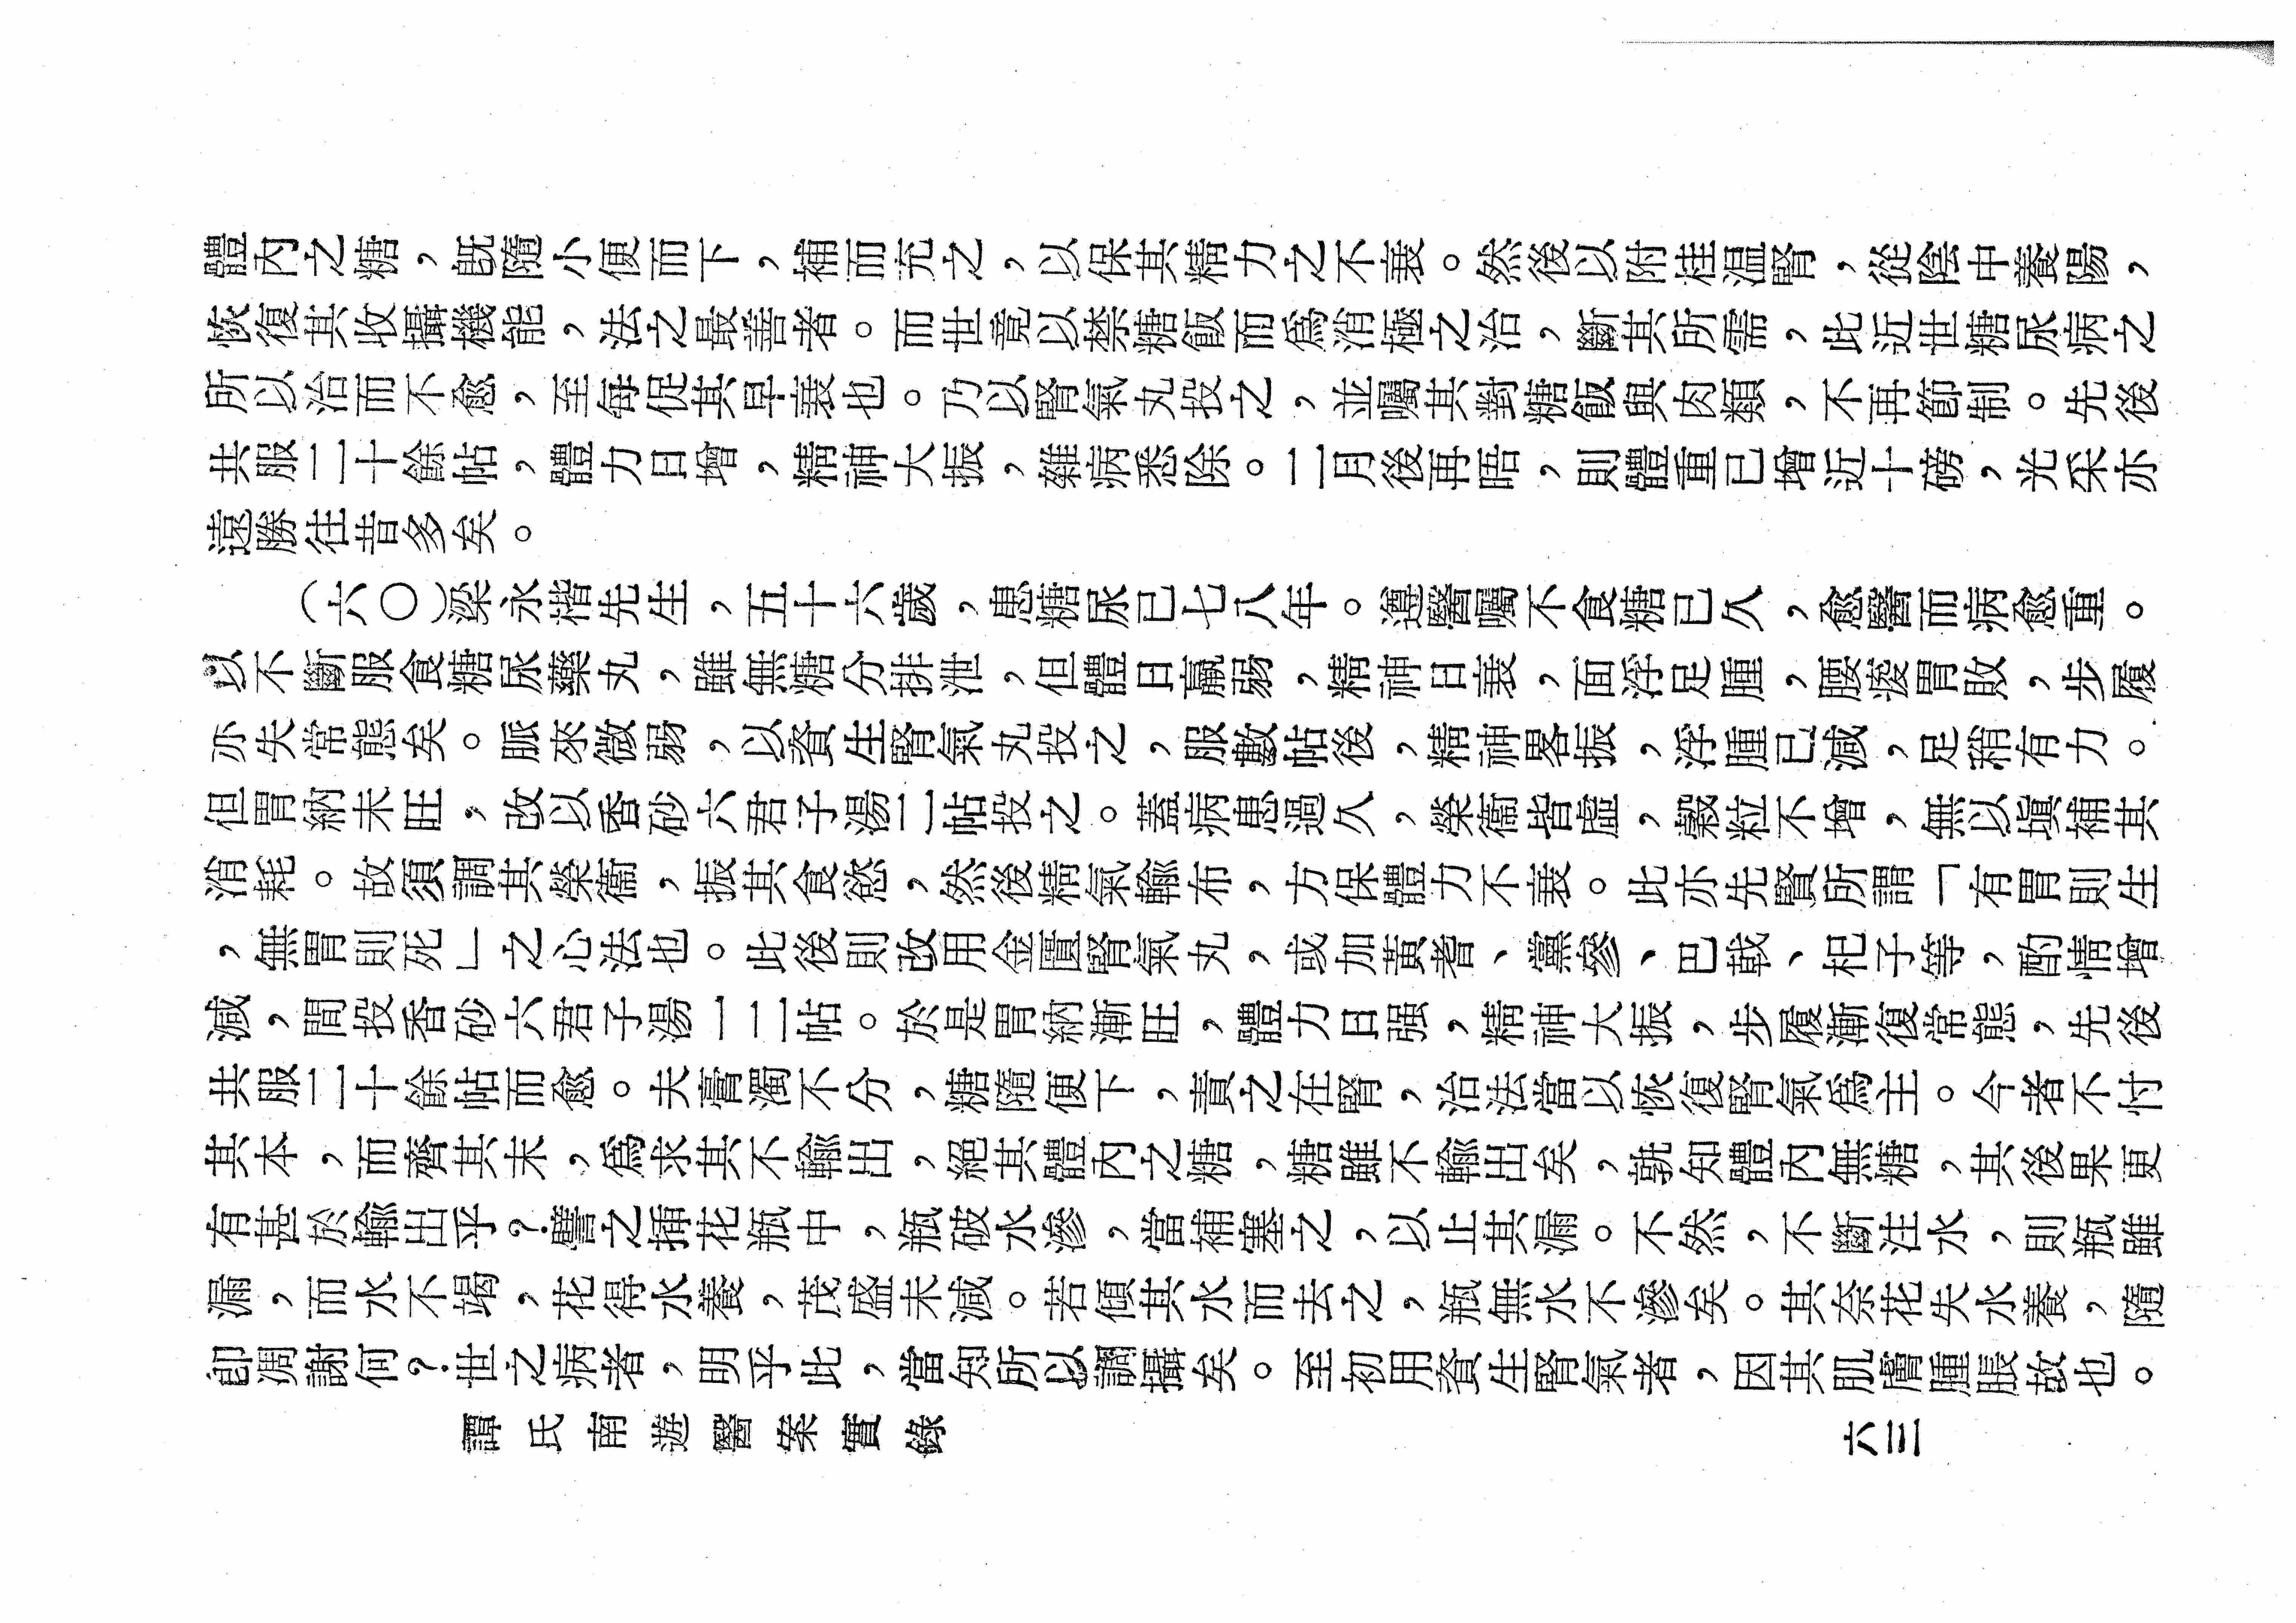 體內之糖，既隨小便而下，補而充之，以保其精力之不衰。然後以附桂温腎，從陰中養陽，
恢復其收攝機能，法之最善者。而世竟以禁糖飯而爲消極之治，斷其所需，此近世糖尿病之
所以治而不愈，至每促其早衰也。乃以腎氣丸投之，並囑其對糖飯與肉類，不再節制。先後
共服二十餘帖，體力日增，精神大振，雜病悉除。二月後再晤，則體重已增近十磅，光采亦
遠勝往昔多矣。
（六〇）梁永楷先生，五十六歲，患糖尿已七八年。遵醫囑不食糖已久，愈醫而病愈重。
以不斷服食糖尿藥丸，雖無糖分排泄，但體日羸弱，精神日衰，面浮足腫，腰痠胃敗，步履
亦失常態矣。脈來微弱，以資生腎氣丸投之，服數帖後，精神畧振，浮腫已減，足稍有力。
但胃納未旺，改以香砂六君子湯二帖投之。蓋病患過久，榮衞皆虛，穀粒不增，無以塡補其
消耗。故須調其榮衞，振其食慾，然後精氣輸布，方保體力不衰。此亦先賢所謂「有胃則生
，無胃則死」之心法也。此後則改用金匱腎氣丸，或加黃耆、黨參、巴戟、杞子等，酌情增
減，間投香砂六君子湯一二帖。於是胃納漸旺，體力日强，精神大振，步履漸復常態，先後
共服二十餘帖而愈。夫膏濁不分，糖隨便下，責之在腎，治法當以恢復腎氣爲主。今者不忖
其本，而齊其末，爲求其不輸出，絕其體內之糖，糖雖不輸出矣，孰知體內無糖，其後果更
有甚於輸出乎？譬之揷花瓶中，瓶破水滲，當補塞之，以止其漏。不然，不斷注水，則瓶雖
漏，而水不竭，花得水養，茂盛未減。若傾其水而去之，瓶無水不滲矣。其奈花失水養，隨
卽凋謝何？世之病者，明乎此，當知所以調攝矣。至初用資生腎氣者，因其肌膚腫脹故也。
譚氏南遊醫案實錄
六三